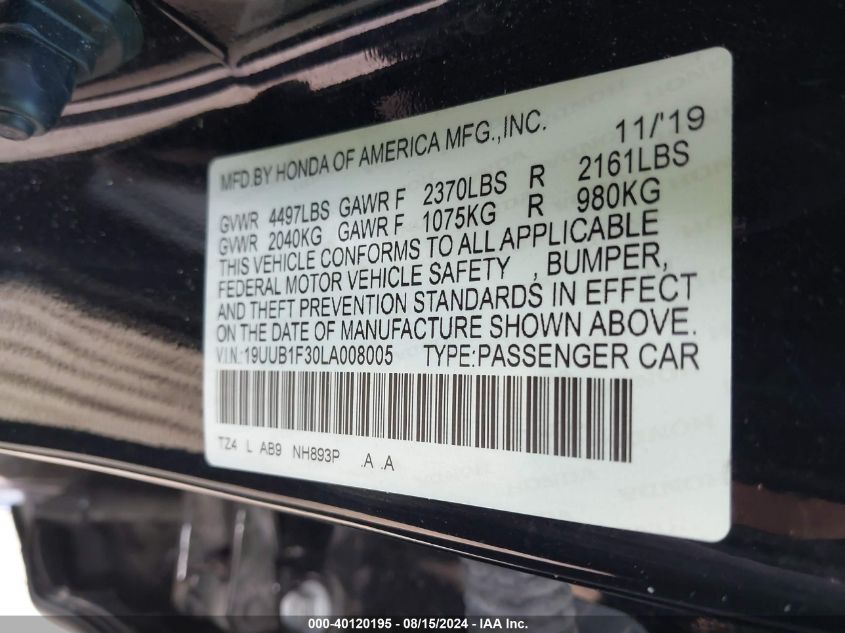 MFD.BY HONDA OF AMERICA MFG.,INC. 11/'19
GVWR 4497LBS GAWR F 2370LBS R 2161LBS
GVWR 2040KG GAWR F 1075KG R 980KG
THIS VEHICLE CONFORMS TO ALL APPLICABLE
FEDERAL MOTOR VEHICLE SAFETY , BUMPER,
AND THEFT PREVENTION STANDARDS IN EFFECT
ON THE DATE OF MANUFACTURE SHOWN ABOVE.
V.I.N.:19UUB1F30LA008005 TYPE:PASSENGER CAR
TZ4 L AB9 NH893P .A .A
000-40120195 - 08/15/2024 - IAA Inc.